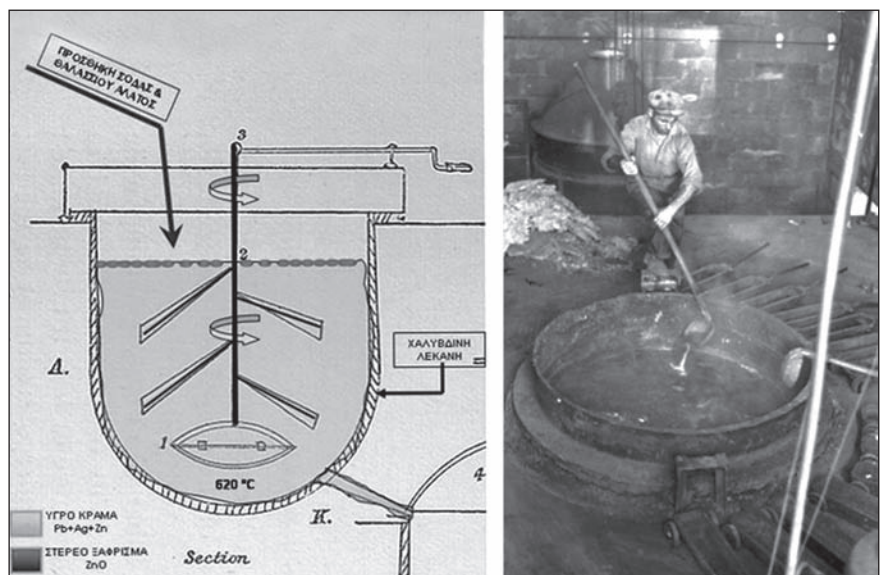 ΠΡΟΣΘΗΚΗ ΣΟΔΑΣ &
ΘΑΛΑΣΣΙΟΥ ΑΛΑΤΟΣ
3
2
ΧΑΛΥΒΔΙΝΗ
ΛΕΚΑΝΗ
Λ.
1
620 °C
4
K.
ΥΓΡΟ ΚΡΑΜΑ
Pb+Ag+Zn
ΣΤΕΡΕΟ ΞΑΦΡΙΣΜΑ
ZnO
Section